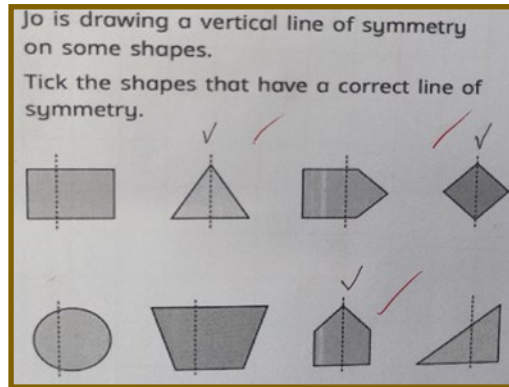 Jo is drawing a vertical line of symmetry
on some shapes.
Tick the shapes that have a correct line of
symmetry.